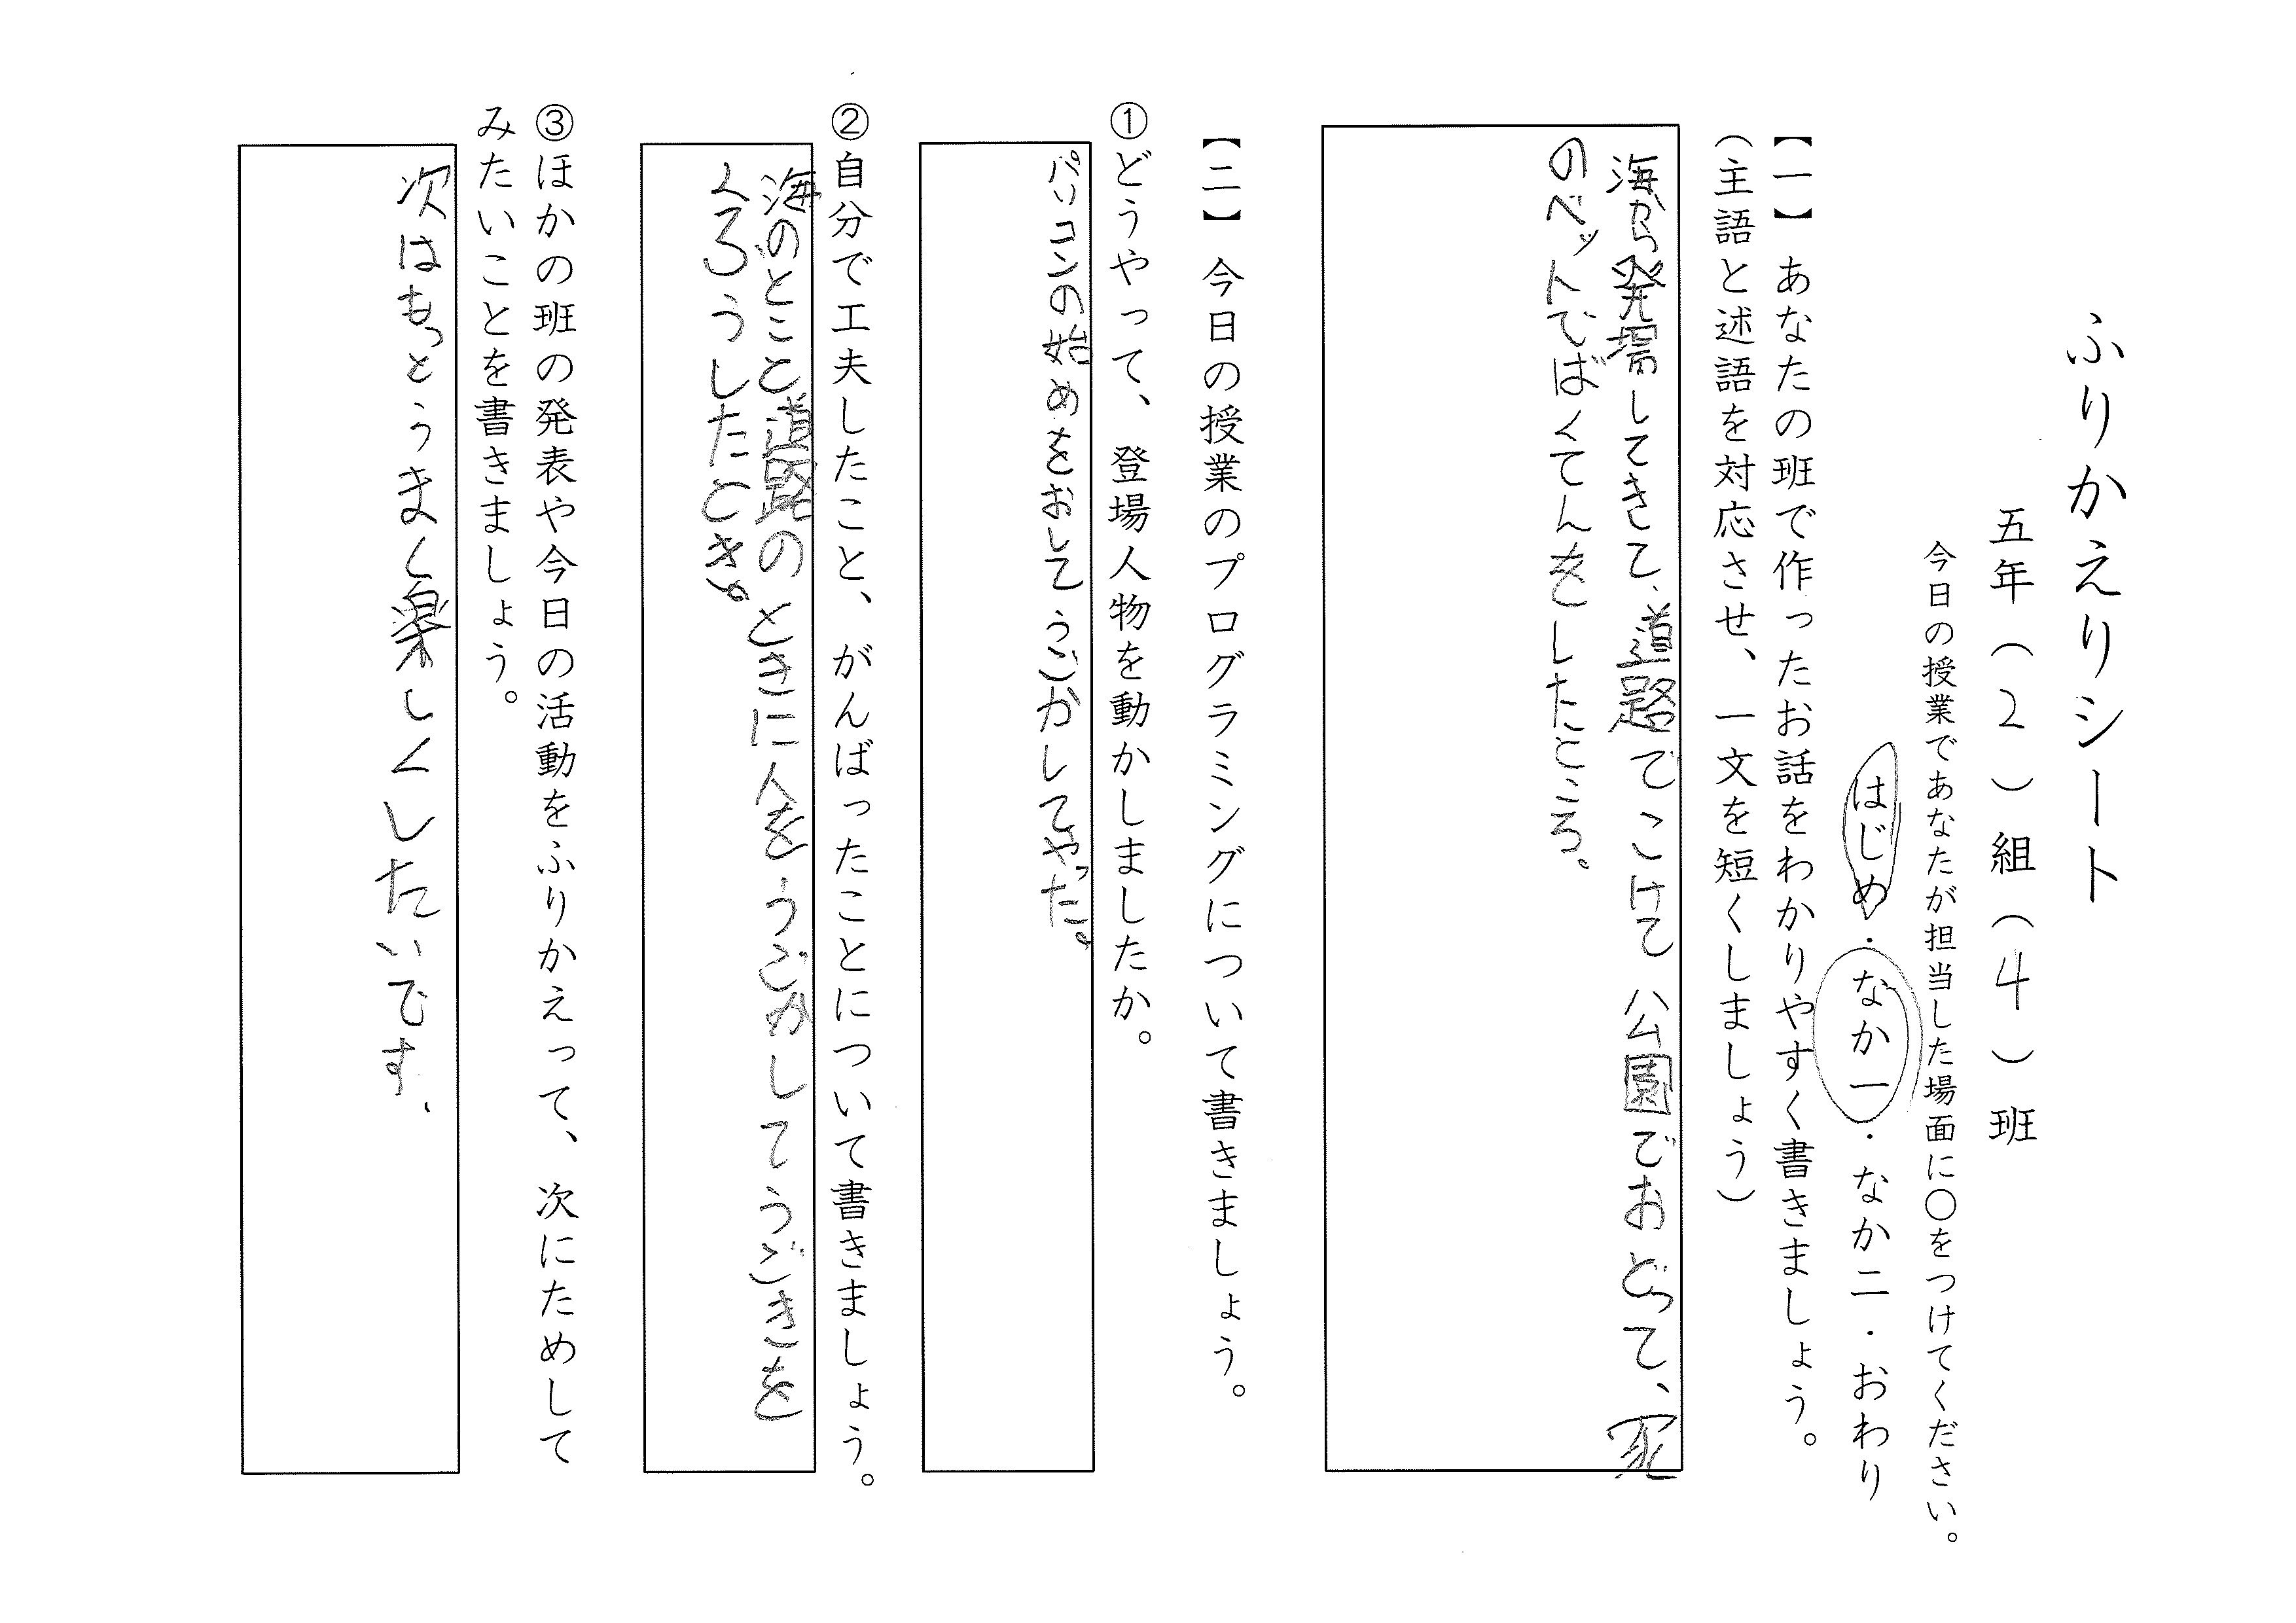 ふりかえりシート
五年（２）組（４）班
今日の授業であなたが担当した場面に〇をつけてください。
はじめ・なか一・なか二・おわり
【一】あなたの班で作ったお話をわかりやすく書きましょう。
（主語と述語を対応させ、一文を短くしましょう）
海から発場してきて、道路でこけて公園でおどって、家
のベットでばくてんをしたところ。
【二】今日の授業のプログラミングについて書きましょう。
①どうやって、登場人物を動かしましたか。
パソコンの始めをおしてうごかしてやった。
②自分で工夫したこと、がんばったことについて書きましょう。
海のとこと道路のときに人をうごかしてうごきを
くろうしたとき。
③ほかの班の発表や今日の活動をふりかえって、次にためして
みたいことを書きましょう。
次はもっとうまく楽しくしたいです、